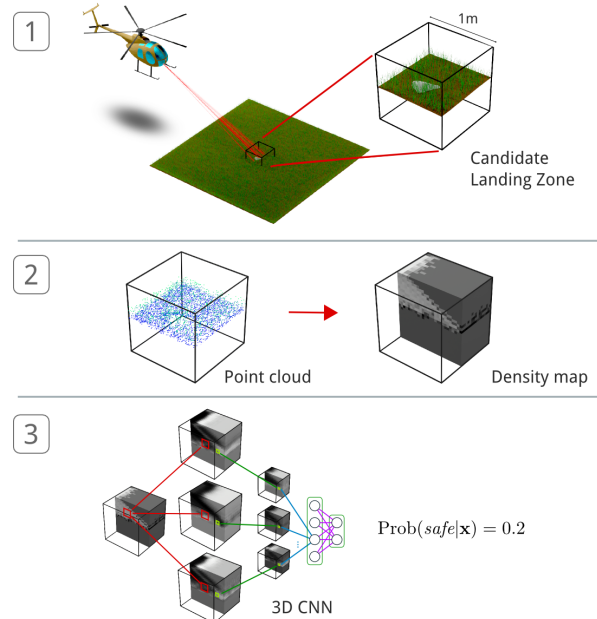 1
1m
Candidate
Landing Zone
2
Point cloud
Density map
3
Prob(safe|x) = 0.2
3D CNN